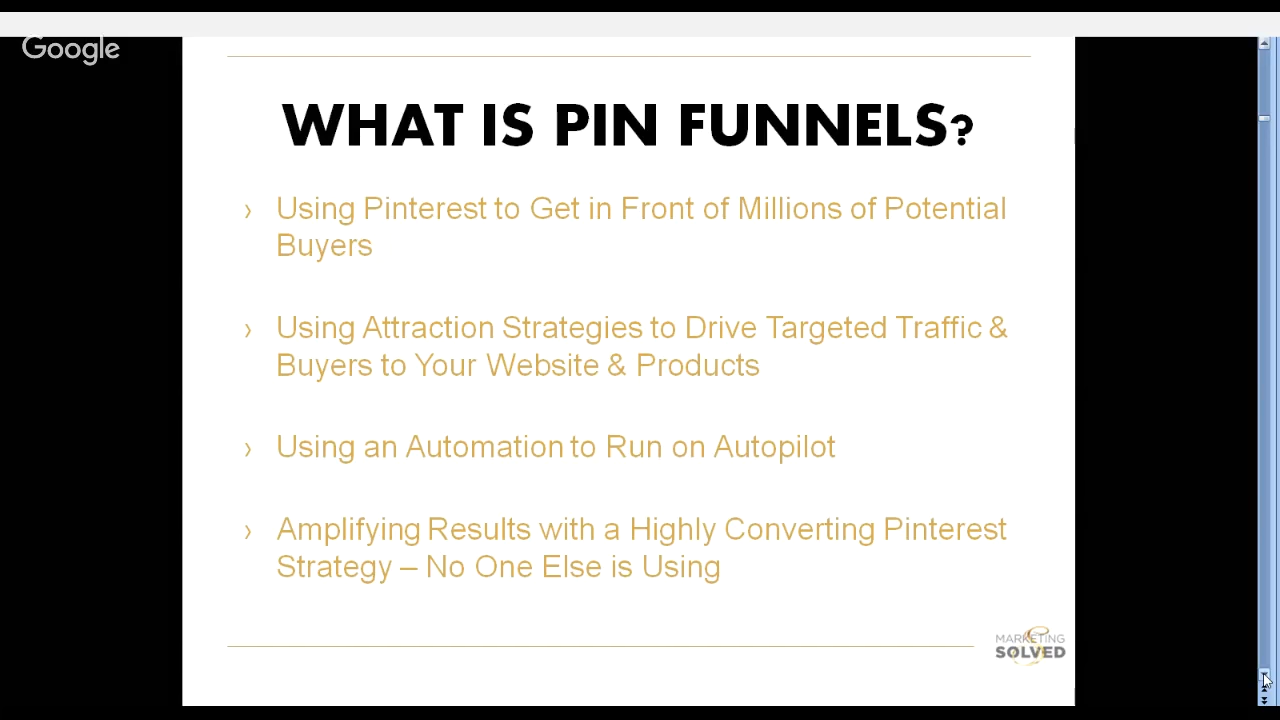 Google
WHAT IS PIN FUNNELS?
› Using Pinterest to Get in Front of Millions of Potential
Buyers
› Using Attraction Strategies to Drive Targeted Traffic &
Buyers to Your Website & Products
› Using an Automation to Run on Autopilot
› Amplifying Results with a Highly Converting Pinterest
Strategy – No One Else is Using
MARKETING
SOLVED